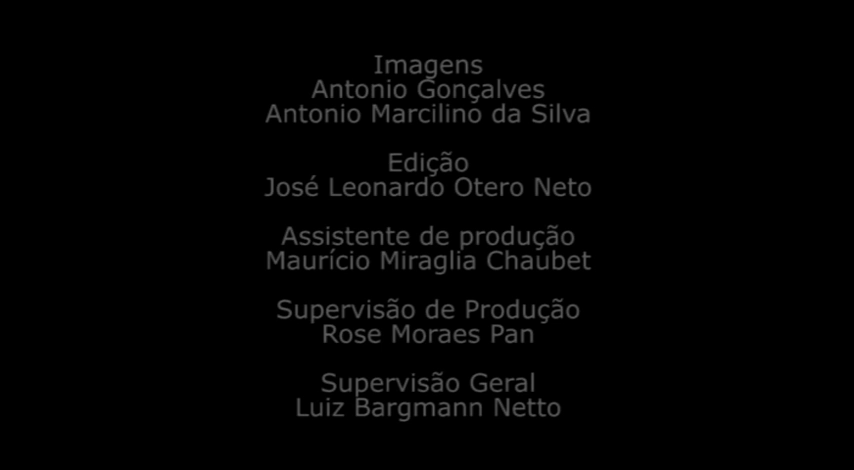 Imagens
Antonio Gonçalves
Antonio Marcilino da Silva
Edição
José Leonardo Otero Neto
Assistente de produção
Maurício Miraglia Chaubet
Supervisão de Produção
Rose Moraes Pan
Supervisão Geral
Luiz Bargmann Netto